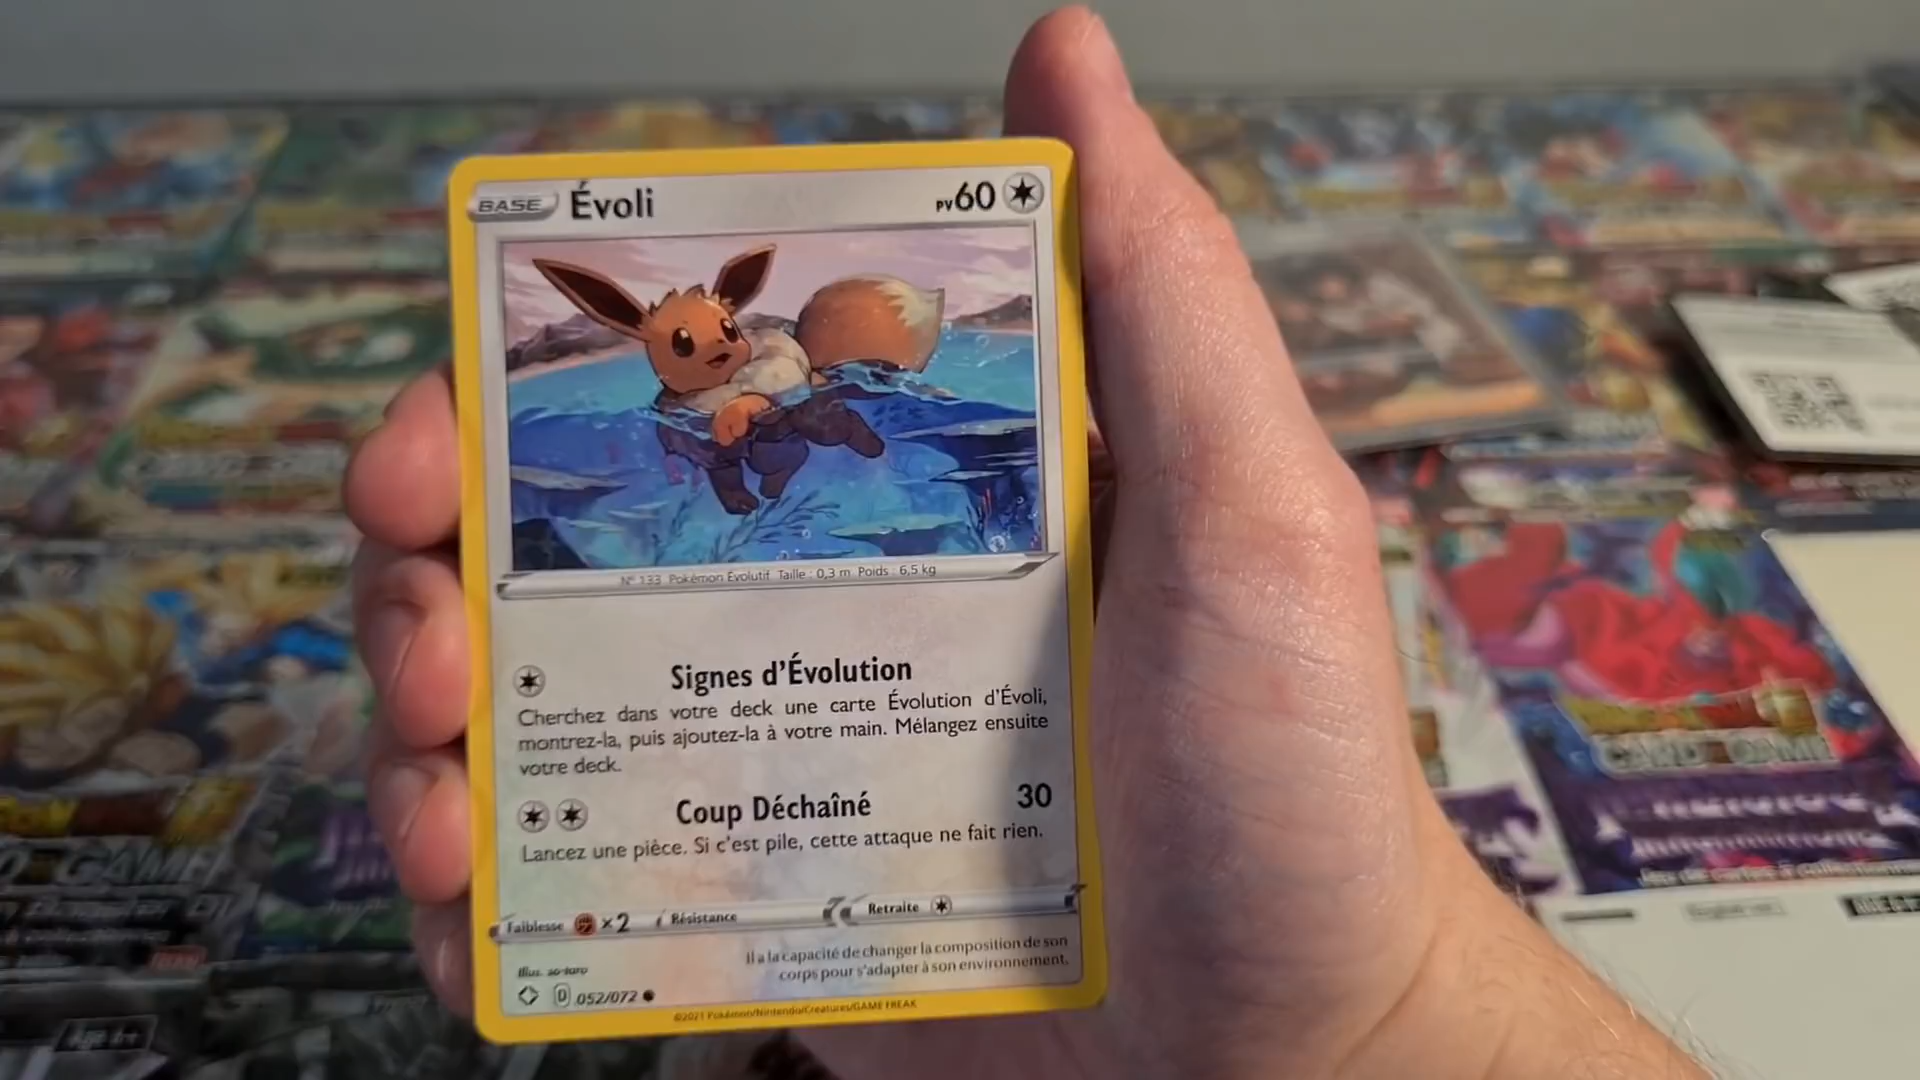 BASE Évoli PV60
N° 133 Pokémon Évolutif Taille : 0,3 m Poids : 6,5 kg
Signes d'Évolution
Cherchez dans votre deck une carte Évolution d'Évoli,
montrez-la, puis ajoutez-la à votre main. Mélangez ensuite
votre deck.
Coup Déchaîné 30
Lancez une pièce. Si c'est pile, cette attaque ne fait rien.
Faiblesse ×2 Résistance Retraite
Il a la capacité de changer la composition de son
corps pour s'adapter à son environnement.
Illus. so-taro
D 052/072
©2021 Pokémon/Nintendo/Creatures/GAME FREAK
CARD GAME
GAME